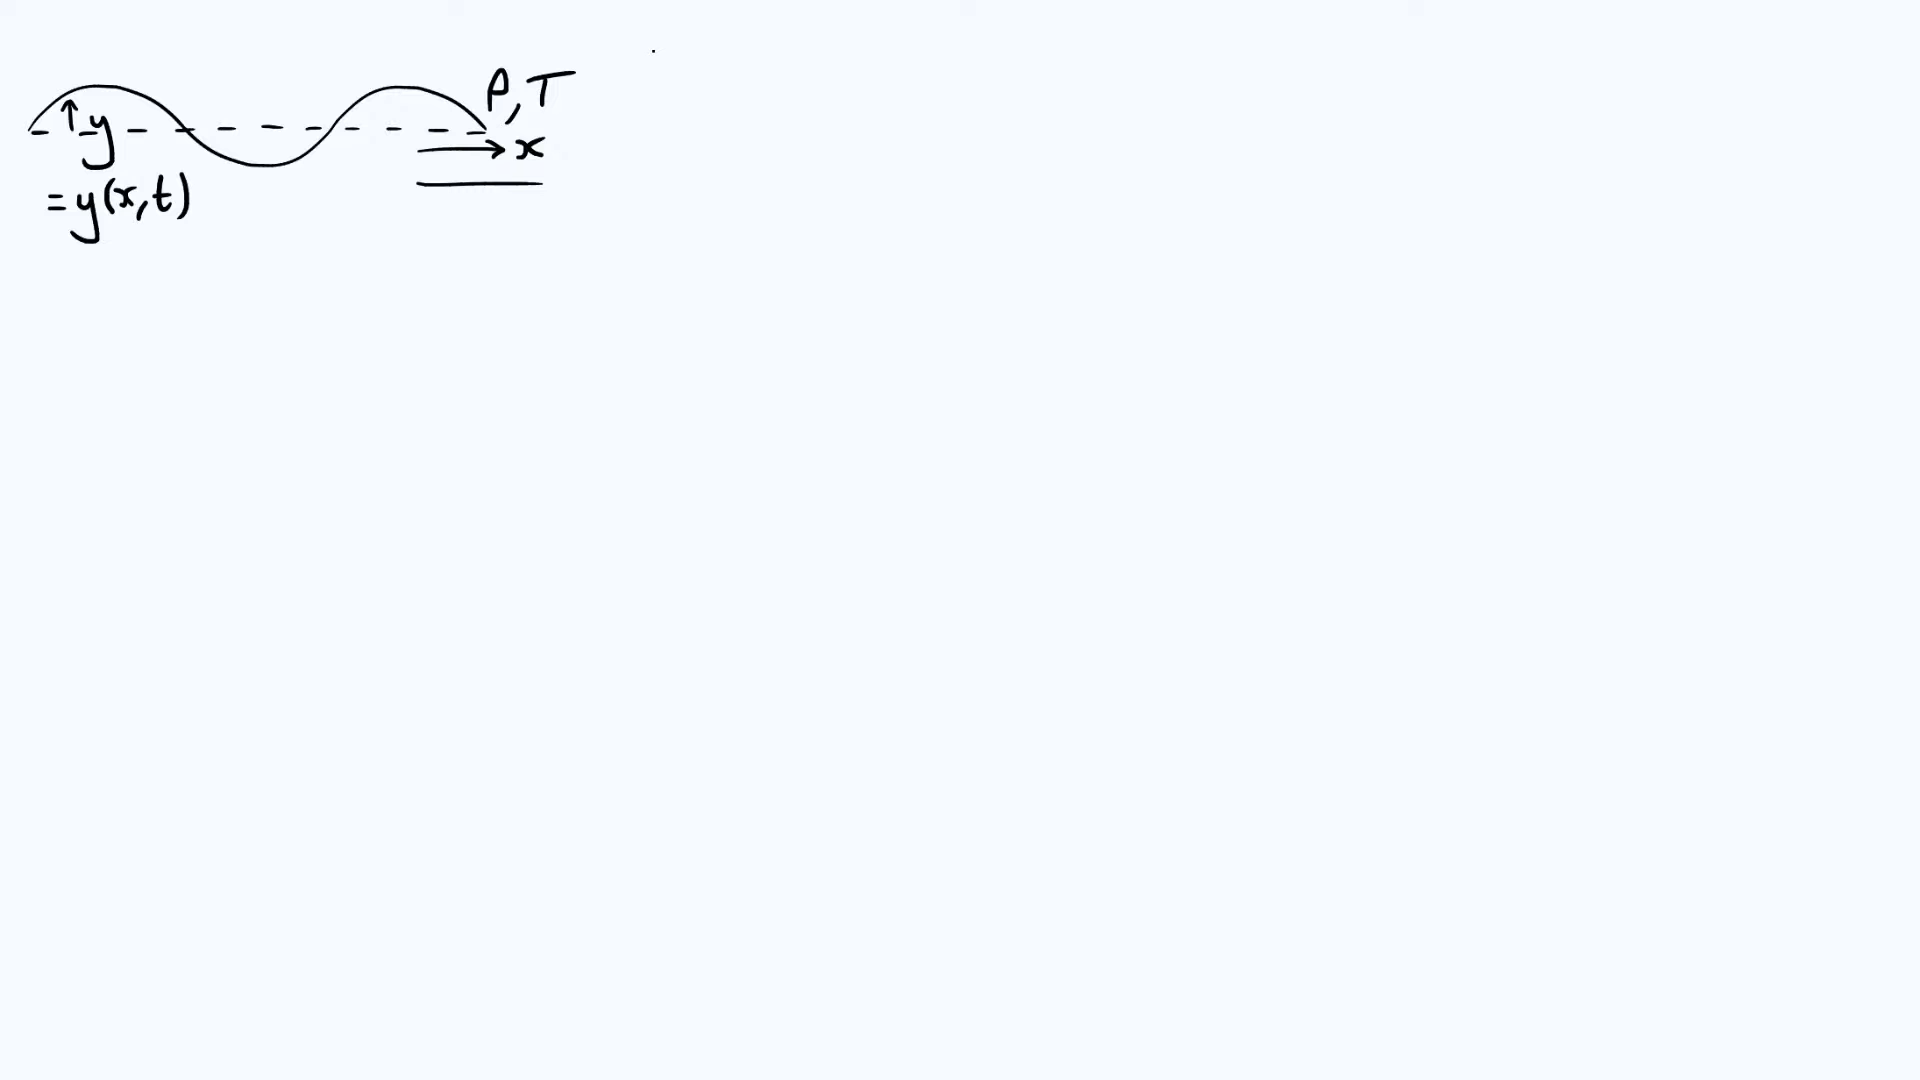 ρ, T
y
x
= y(x,t)